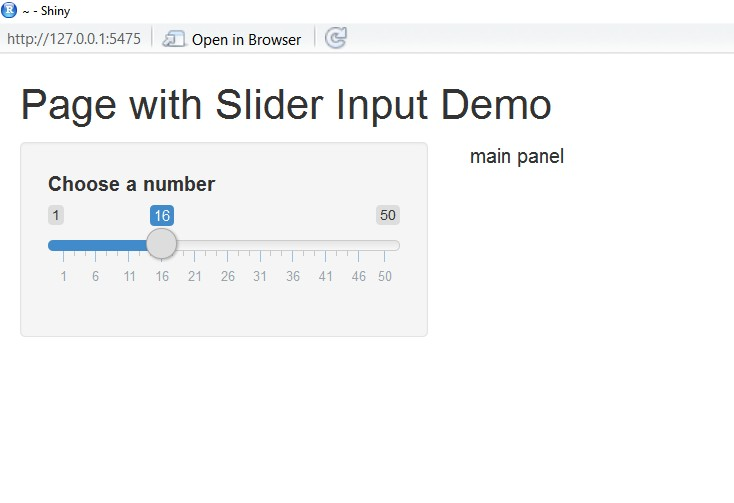 ~ - Shiny
http://127.0.0.1:5475 Open in Browser
Page with Slider Input Demo
Choose a number
1 16 50
1 6 11 16 21 26 31 36 41 46 50
main panel